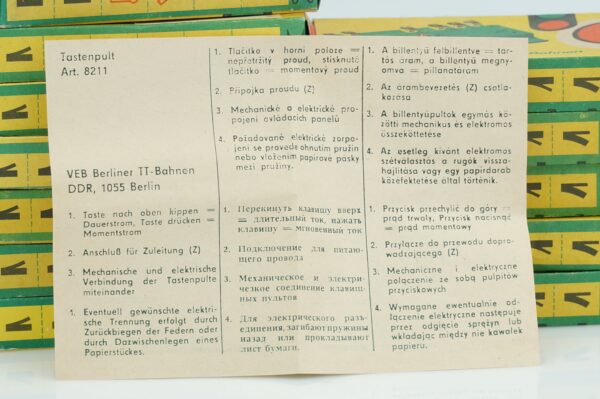 Tastenpult
Art. 8211
VEB Berliner TT-Bahnen
DDR, 1055 Berlin
1. Taste nach oben kippen =
Dauerstrom, Taste drücken =
Momentstrom
2. Anschluß für Zuleitung (Z)
3. Mechanische und elektrische
Verbindung der Tastenpulte
miteinander
1. Eventuell gewünschte elektri-
sche Trennung erfolgt durch
Zurückbiegen der Federn oder
durch Dazwischenlegen eines
Papierstückes.
1. Tlačítko v horní poloze =
nepřetržitý proud, stisknuté
tlačítko = momentový proud
2. Přípojka proudu (Z)
3. Mechanické a elektrické pro-
pojení ovládacích panelů
4. Požadované elektrické zorpo-
jení se provede ohnutím pružin
nebo vložením papírové pásky
mezi pružiny.
1. Перекинуть клавишу вверх
= длительный ток, нажать
клавишу = мгновенный ток
2. Подключение для питаю-
щего провода
3. Механическое и электри-
ческое соединение клавиш-
ных пультов
4. Для электрического разъ-
единения, загибают пружины
назад или прокладывают
лист бумаги.
1. A billentyű felbillentve = tar-
tós áram, a billentyű megnyo-
mva = pillanatáram
2. Az árambevezetés (Z) csatla-
kozása
3. A billentyűpultok egymás kö-
zötti mechanikus és elektromos
összeköttetése
4. Az esetleg kívánt elektromos
szétválasztás a rugók vissza-
hajlítása vagy egy papírdarab
közéfektetése által történik.
1. Przycisk przechylić do góry =
prąd trwały, Przycisk nacisnąć
= prąd momentowy
2. Przyłącze do przewodu dopro-
wadzającego (Z)
3. Mechaniczne i elektryczne
połączenie ze sobą pulpitów
przyciskowych
4. Wymagane ewentualnie od-
łączenie elektryczne następuje
przez odgięcie sprężyn lub
wkładając między nie kawałek
papieru.